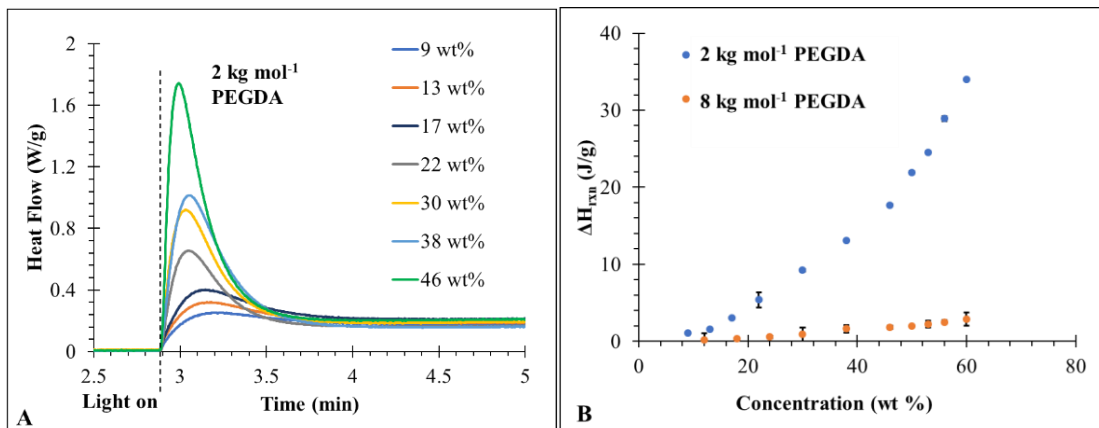 2
1.6
1.2
0.8
0.4
0
Heat Flow (W/g)
2 kg mol⁻¹
PEGDA
9 wt%
13 wt%
17 wt%
22 wt%
30 wt%
38 wt%
46 wt%
2.5 3 3.5 4 4.5 5
Light on
Time (min)
A
40
30
20
10
0
ΔHrxn (J/g)
2 kg mol⁻¹ PEGDA
8 kg mol⁻¹ PEGDA
0 20 40 60 80
Concentration (wt %)
B